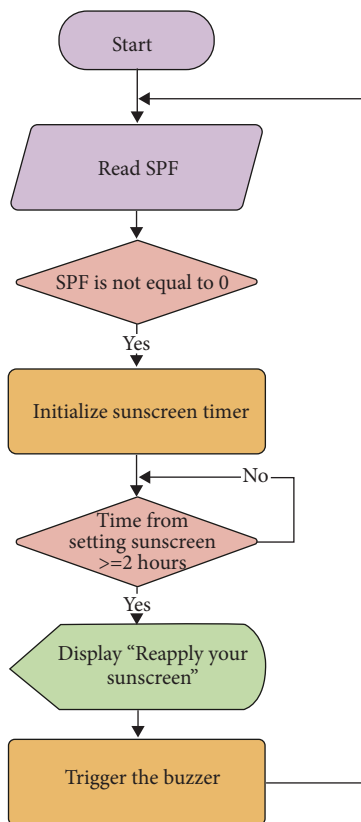 Start
Read SPF
SPF is not equal to 0
Yes
Initialize sunscreen timer
No
Time from
setting sunscreen
>=2 hours
Yes
Display “Reapply your
sunscreen”
Trigger the buzzer